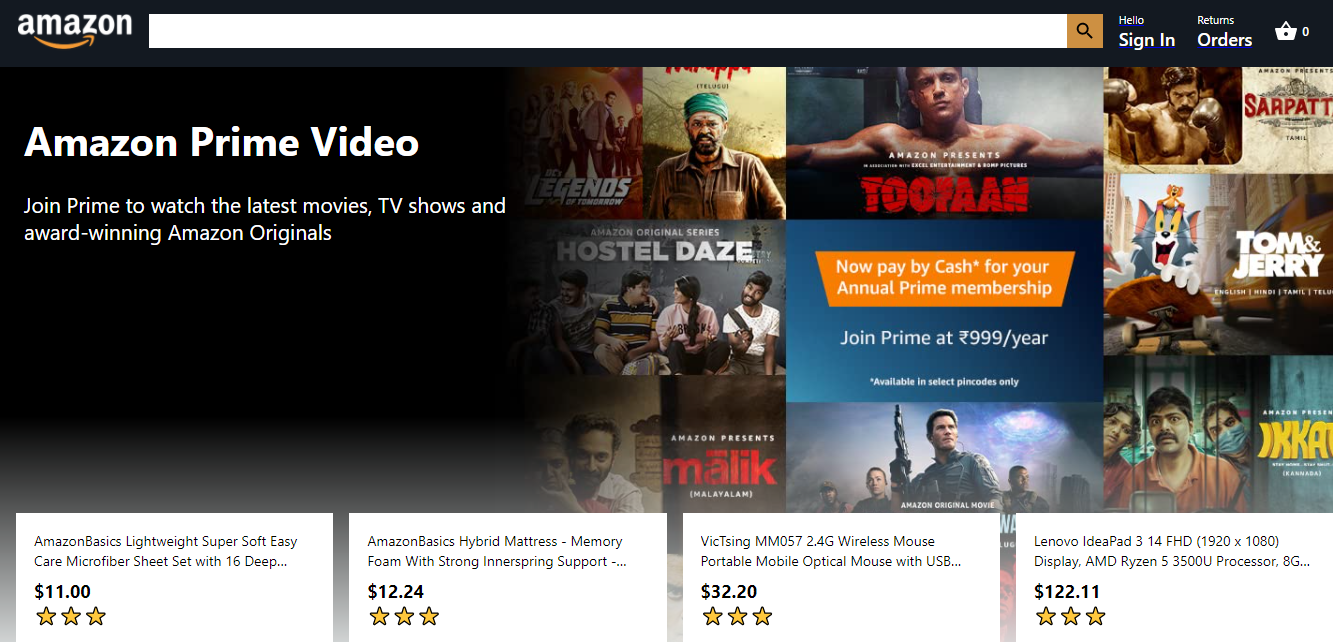 amazon
Hello
Sign In
Returns
Orders
0
Amazon Prime Video
Join Prime to watch the latest movies, TV shows and
award-winning Amazon Originals
(TELUGU)
DC's
LEGENDS
OF TOMORROW
AMAZON PRESENTS
IN ASSOCIATION WITH EXCEL ENTERTAINMENT & ROMP PICTURES
TOOFAAN
AMAZON PRESENTS
SARPATT
TAMIL
AMAZON ORIGINAL SERIES
HOSTEL DAZE
Now pay by Cash* for your
Annual Prime membership
Join Prime at ₹999/year
*Available in select pincodes only
TOM&
JERRY
ENGLISH | HINDI | TAMIL | TELU
AMAZON PRESENTS
mālik
(MALAYALAM)
AMAZON ORIGINAL MOVIE
AMAZON PRESEN
IKKAT
STAY HOME. STAY
(KANNADA)
AmazonBasics Lightweight Super Soft Easy
Care Microfiber Sheet Set with 16 Deep...
$11.00
AmazonBasics Hybrid Mattress - Memory
Foam With Strong Innerspring Support -...
$12.24
VicTsing MM057 2.4G Wireless Mouse
Portable Mobile Optical Mouse with USB...
$32.20
Lenovo IdeaPad 3 14 FHD (1920 x 1080)
Display, AMD Ryzen 5 3500U Processor, 8G...
$122.11